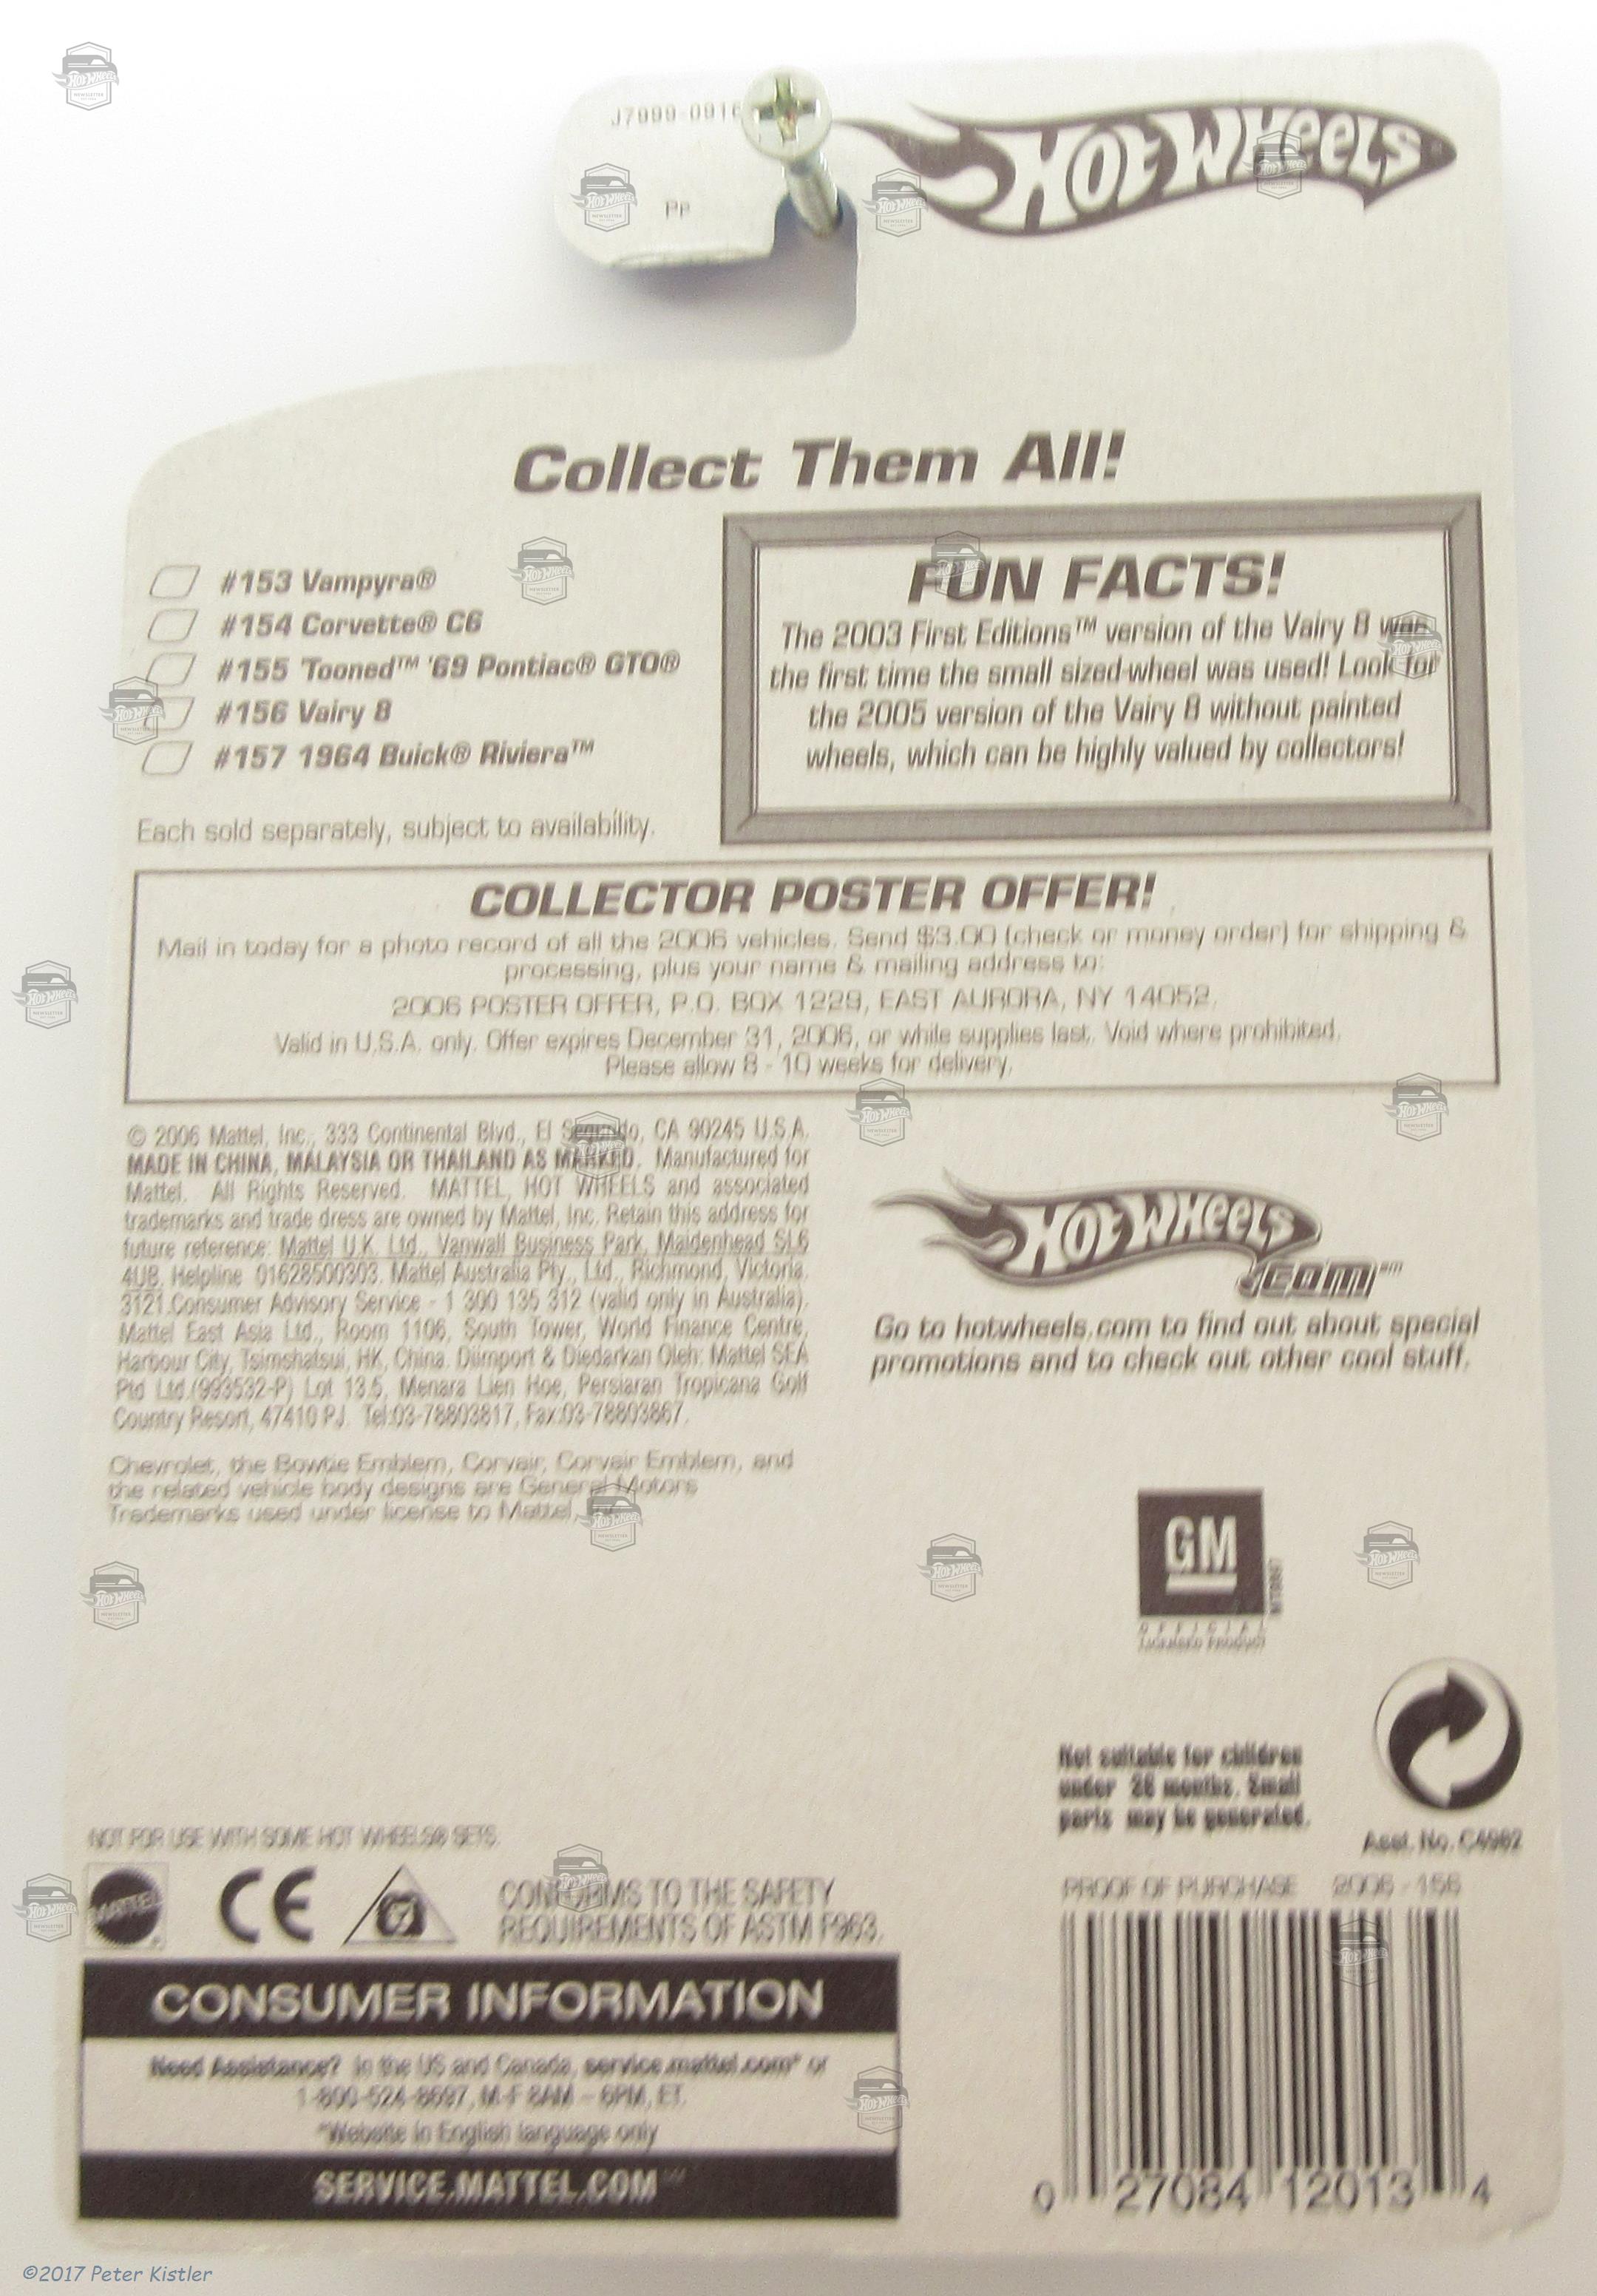 J7999-0916
PP
HOT WHEELS
Collect Them All!
#153 Vampyra®
#154 Corvette® C6
#155 'Tooned™ '69 Pontiac® GTO®
#156 Vairy 8
#157 1964 Buick® Riviera™
Each sold separately, subject to availability.
FUN FACTS!
The 2003 First Editions™ version of the Vairy 8 was
the first time the small sized-wheel was used! Look for
the 2005 version of the Vairy 8 without painted
wheels, which can be highly valued by collectors!
COLLECTOR POSTER OFFER!
Mail in today for a photo record of all the 2006 vehicles. Send $3.00 (check or money order) for shipping &
processing, plus your name & mailing address to:
2006 POSTER OFFER, P.O. BOX 1229, EAST AURORA, NY 14052.
Valid in U.S.A. only. Offer expires December 31, 2006, or while supplies last. Void where prohibited.
Please allow 8 - 10 weeks for delivery.
© 2006 Mattel, Inc., 333 Continental Blvd., El Segundo, CA 90245 U.S.A.
MADE IN CHINA, MALAYSIA OR THAILAND AS MARKED. Manufactured for
Mattel. All Rights Reserved. MATTEL, HOT WHEELS and associated
trademarks and trade dress are owned by Mattel, Inc. Retain this address for
future reference: Mattel U.K. Ltd., Vanwall Business Park, Maidenhead SL6
4UB. Helpline 01628500303. Mattel Australia Pty., Ltd., Richmond, Victoria.
3121.Consumer Advisory Service - 1 300 135 312 (valid only in Australia).
Mattel East Asia Ltd., Room 1106, South Tower, World Finance Centre,
Harbour City, Tsimshatsui, HK, China. Diimport & Diedarkan Oleh: Mattel SEA
Ptd Ltd.(993532-P) Lot 13.5, Menara Lien Hoe, Persiaran Tropicana Golf
Country Resort, 47410 PJ. Tel:03-78803817, Fax:03-78803867.
Chevrolet, the Bowtie Emblem, Corvair, Corvair Emblem, and
the related vehicle body designs are General Motors
Trademarks used under license to Mattel,
HOT WHEELS
.com℠
Go to hotwheels.com to find out about special
promotions and to check out other cool stuff.
GM
OFFICIAL
Licensed Product
Not suitable for children
under 36 months. Small
parts may be generated.
Asst. No. C4982
NOT FOR USE WITH SOME HOT WHEELS® SETS.
MATTEL
CE
CONFORMS TO THE SAFETY
REQUIREMENTS OF ASTM F963.
CONSUMER INFORMATION
Need Assistance? In the US and Canada, service.mattel.com* or
1-800-524-8697, M-F 8AM – 6PM, ET.
*Website in English language only
SERVICE.MATTEL.COM℠
PROOF OF PURCHASE 2006 - 156
0 27084 12013 4
©2017 Peter Kistler